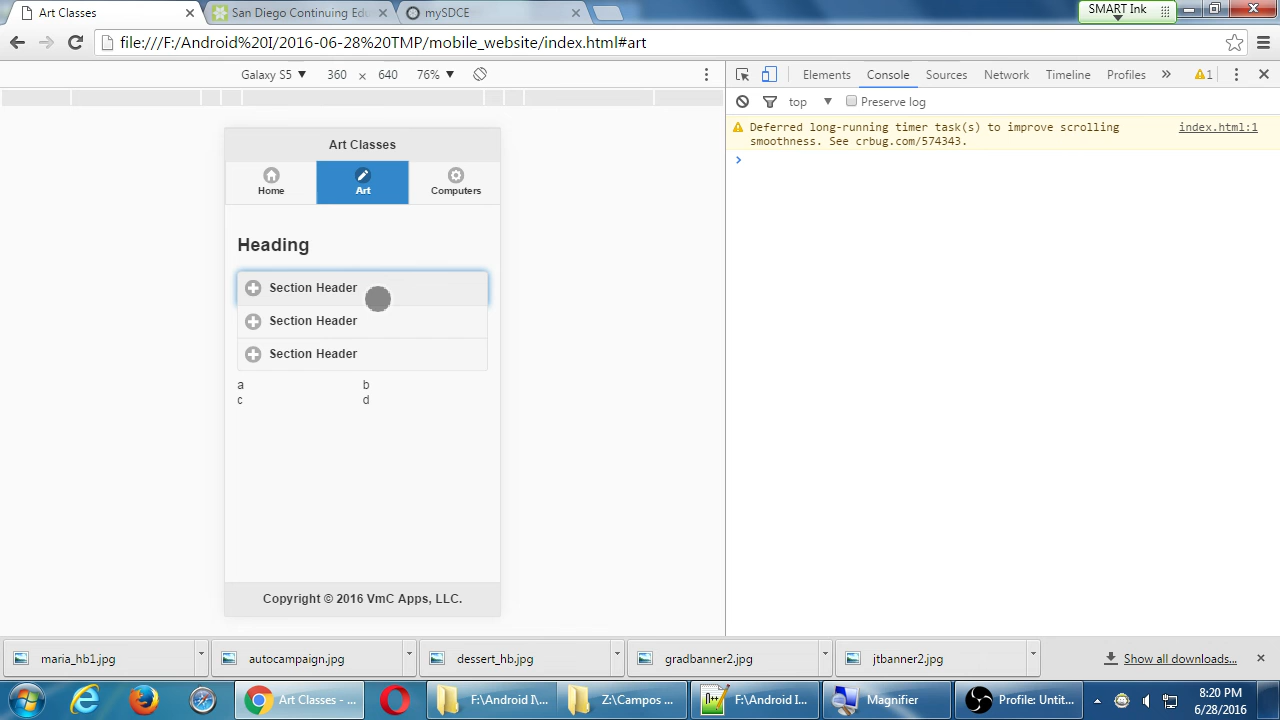 Art Classes
San Diego Continuing Edu
mySDCE
SMART Ink
file:///F:/Android%20I/2016-06-28%20TMP/mobile_website/index.html#art
Galaxy S5 ▼ 360 x 640 76% ▼
Elements Console Sources Network Timeline Profiles » 1
top ▼ Preserve log
Deferred long-running timer task(s) to improve scrolling index.html:1
smoothness. See crbug.com/574343.
Art Classes
Home Art Computers
Heading
Section Header
Section Header
Section Header
a b
c d
Copyright © 2016 VmC Apps, LLC.
maria_hb1.jpg autocampaign.jpg dessert_hb.jpg gradbanner2.jpg jtbanner2.jpg Show all downloads...
Art Classes - ... F:\Android I\... Z:\Campos ... F:\Android I... Magnifier Profile: Untit...
8:20 PM
6/28/2016